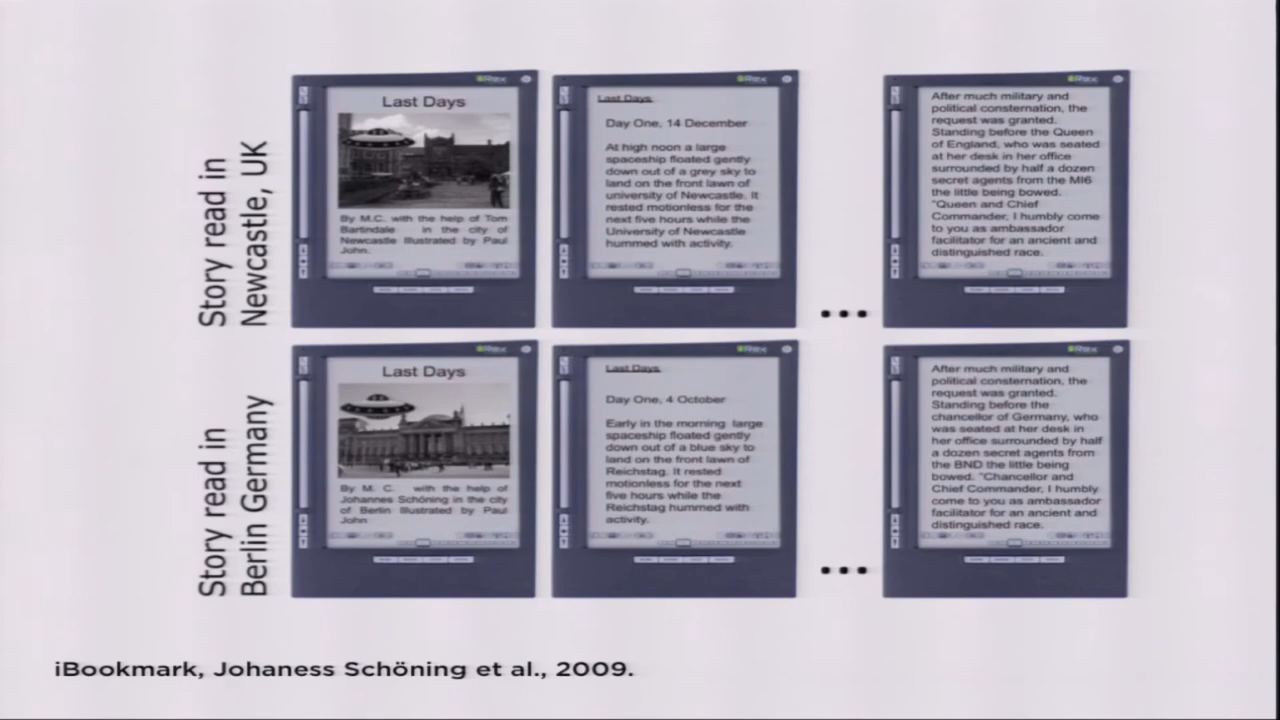 Story read in
Newcastle, UK
iRex
Last Days
By M.C. with the help of Tom
Bartindale in the city of
Newcastle Illustrated by Paul
John.
iRex
Last Days
Day One, 14 December
At high noon a large
spaceship floated gently
down out of a grey sky to
land on the front lawn of
university of Newcastle. It
rested motionless for the
next five hours while the
University of Newcastle
hummed with activity.
...
iRex
After much military and
political consternation, the
request was granted.
Standing before the Queen
of England, who was seated
at her desk in her office
surrounded by half a dozen
secret agents from the MI6
the little being bowed.
"Queen and Chief
Commander, I humbly come
to you as ambassador
facilitator for an ancient and
distinguished race.
Story read in
Berlin Germany
iRex
Last Days
By M. C. with the help of
Johannes Schöning in the city
of Berlin Illustrated by Paul
John
iRex
Last Days
Day One, 4 October
Early in the morning large
spaceship floated gently
down out of a blue sky to
land on the front lawn of
Reichstag. It rested
motionless for the next
five hours while the
Reichstag hummed with
activity.
...
iRex
After much military and
political consternation, the
request was granted.
Standing before the
chancellor of Germany, who
was seated at her desk in
her office surrounded by half
a dozen secret agents from
the BND the little being
bowed. "Chancellor and
Chief Commander, I humbly
come to you as ambassador
facilitator for an ancient and
distinguished race.
iBookmark, Johaness Schöning et al., 2009.